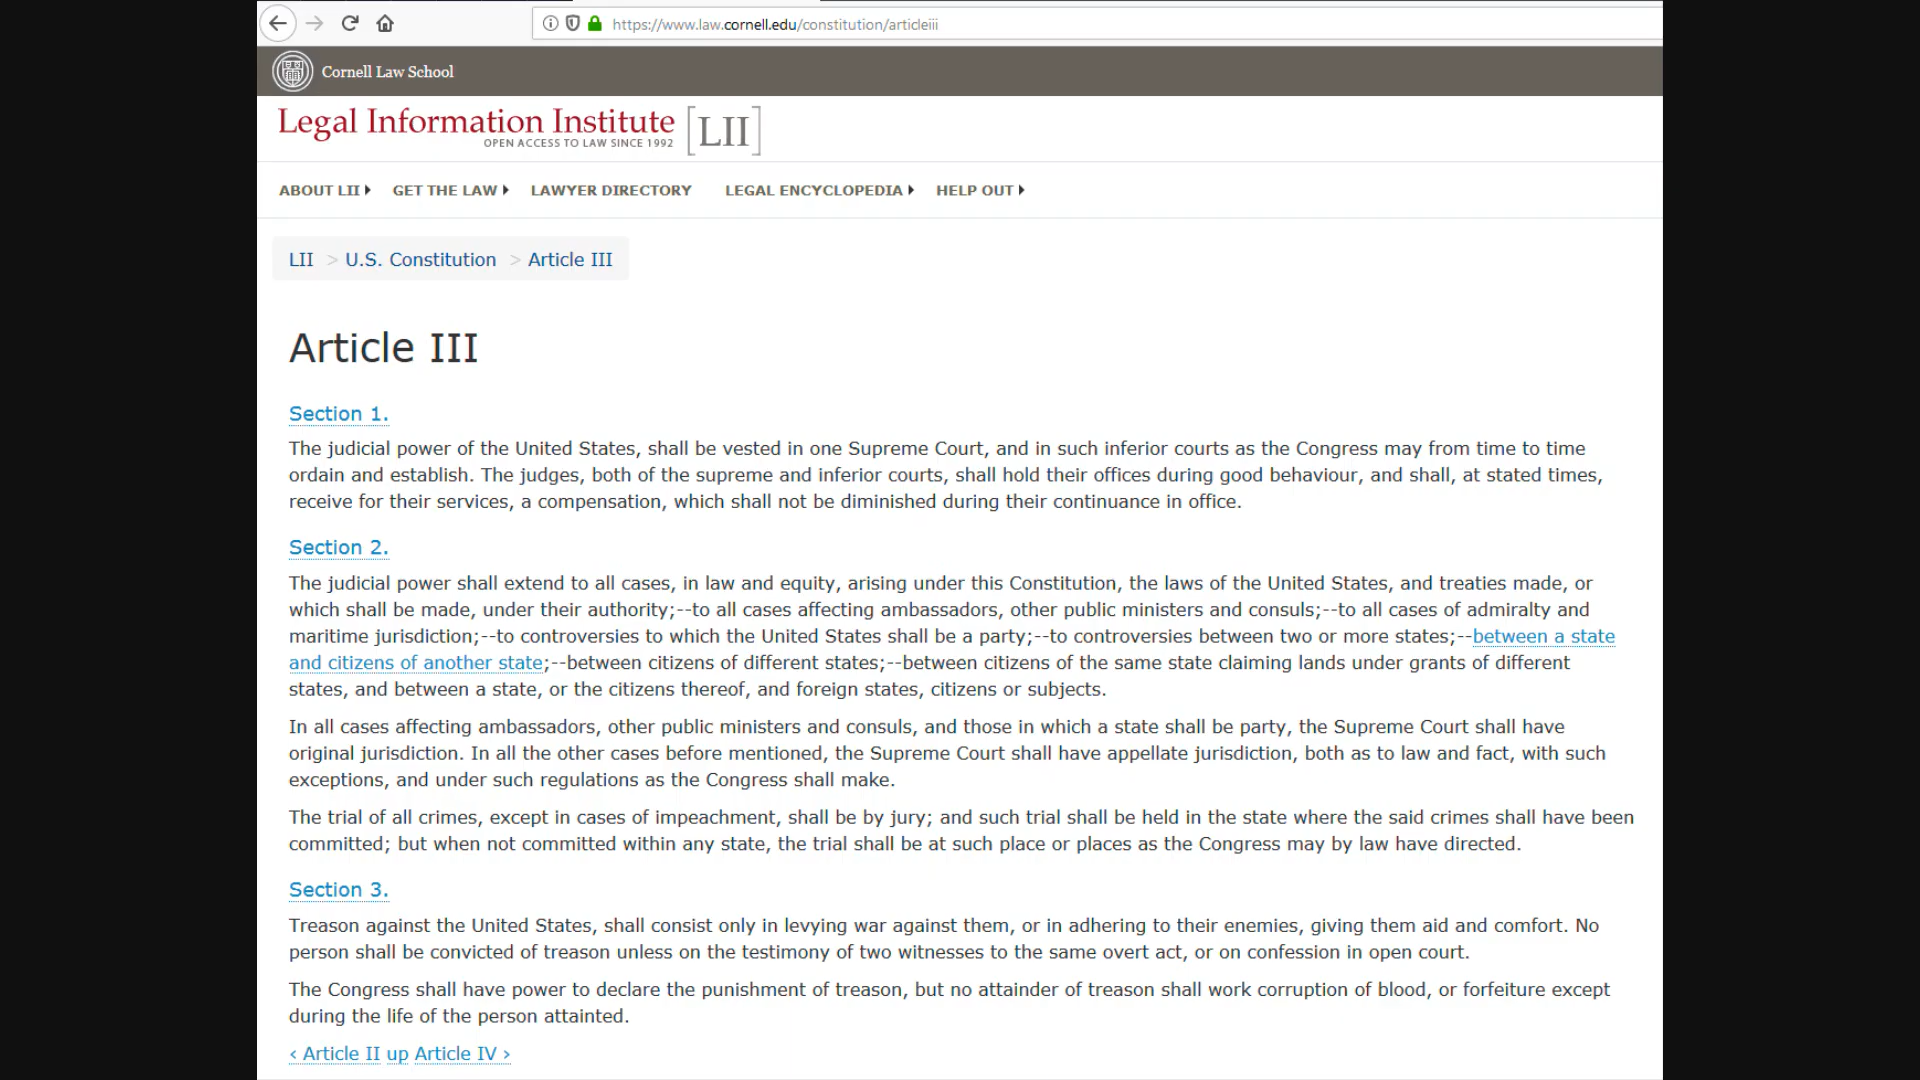 https://www.law.cornell.edu/constitution/articleiii
Cornell Law School
Legal Information Institute [LII]
OPEN ACCESS TO LAW SINCE 1992
ABOUT LII GET THE LAW LAWYER DIRECTORY LEGAL ENCYCLOPEDIA HELP OUT
LII > U.S. Constitution > Article III
Article III
Section 1.
The judicial power of the United States, shall be vested in one Supreme Court, and in such inferior courts as the Congress may from time to time
ordain and establish. The judges, both of the supreme and inferior courts, shall hold their offices during good behaviour, and shall, at stated times,
receive for their services, a compensation, which shall not be diminished during their continuance in office.
Section 2.
The judicial power shall extend to all cases, in law and equity, arising under this Constitution, the laws of the United States, and treaties made, or
which shall be made, under their authority;--to all cases affecting ambassadors, other public ministers and consuls;--to all cases of admiralty and
maritime jurisdiction;--to controversies to which the United States shall be a party;--to controversies between two or more states;--between a state
and citizens of another state;--between citizens of different states;--between citizens of the same state claiming lands under grants of different
states, and between a state, or the citizens thereof, and foreign states, citizens or subjects.
In all cases affecting ambassadors, other public ministers and consuls, and those in which a state shall be party, the Supreme Court shall have
original jurisdiction. In all the other cases before mentioned, the Supreme Court shall have appellate jurisdiction, both as to law and fact, with such
exceptions, and under such regulations as the Congress shall make.
The trial of all crimes, except in cases of impeachment, shall be by jury; and such trial shall be held in the state where the said crimes shall have been
committed; but when not committed within any state, the trial shall be at such place or places as the Congress may by law have directed.
Section 3.
Treason against the United States, shall consist only in levying war against them, or in adhering to their enemies, giving them aid and comfort. No
person shall be convicted of treason unless on the testimony of two witnesses to the same overt act, or on confession in open court.
The Congress shall have power to declare the punishment of treason, but no attainder of treason shall work corruption of blood, or forfeiture except
during the life of the person attainted.
‹ Article II up Article IV ›